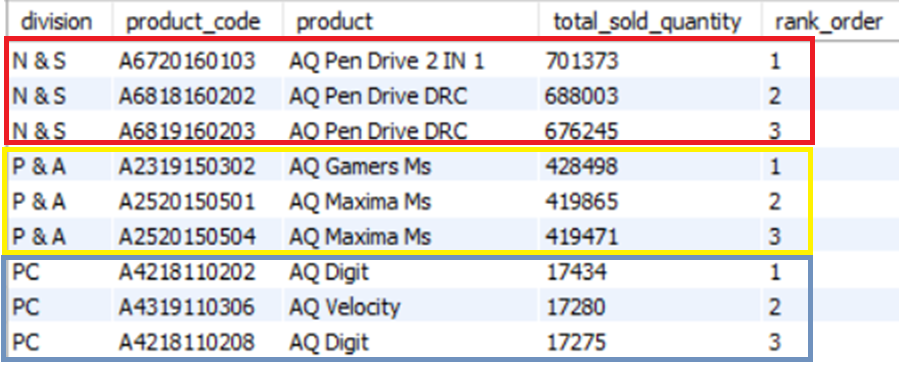 division product_code product total_sold_quantity rank_order
N & S A6720160103 AQ Pen Drive 2 IN 1 701373 1
N & S A6818160202 AQ Pen Drive DRC 688003 2
N & S A6819160203 AQ Pen Drive DRC 676245 3
P & A A2319150302 AQ Gamers Ms 428498 1
P & A A2520150501 AQ Maxima Ms 419865 2
P & A A2520150504 AQ Maxima Ms 419471 3
PC A4218110202 AQ Digit 17434 1
PC A4319110306 AQ Velocity 17280 2
PC A4218110208 AQ Digit 17275 3